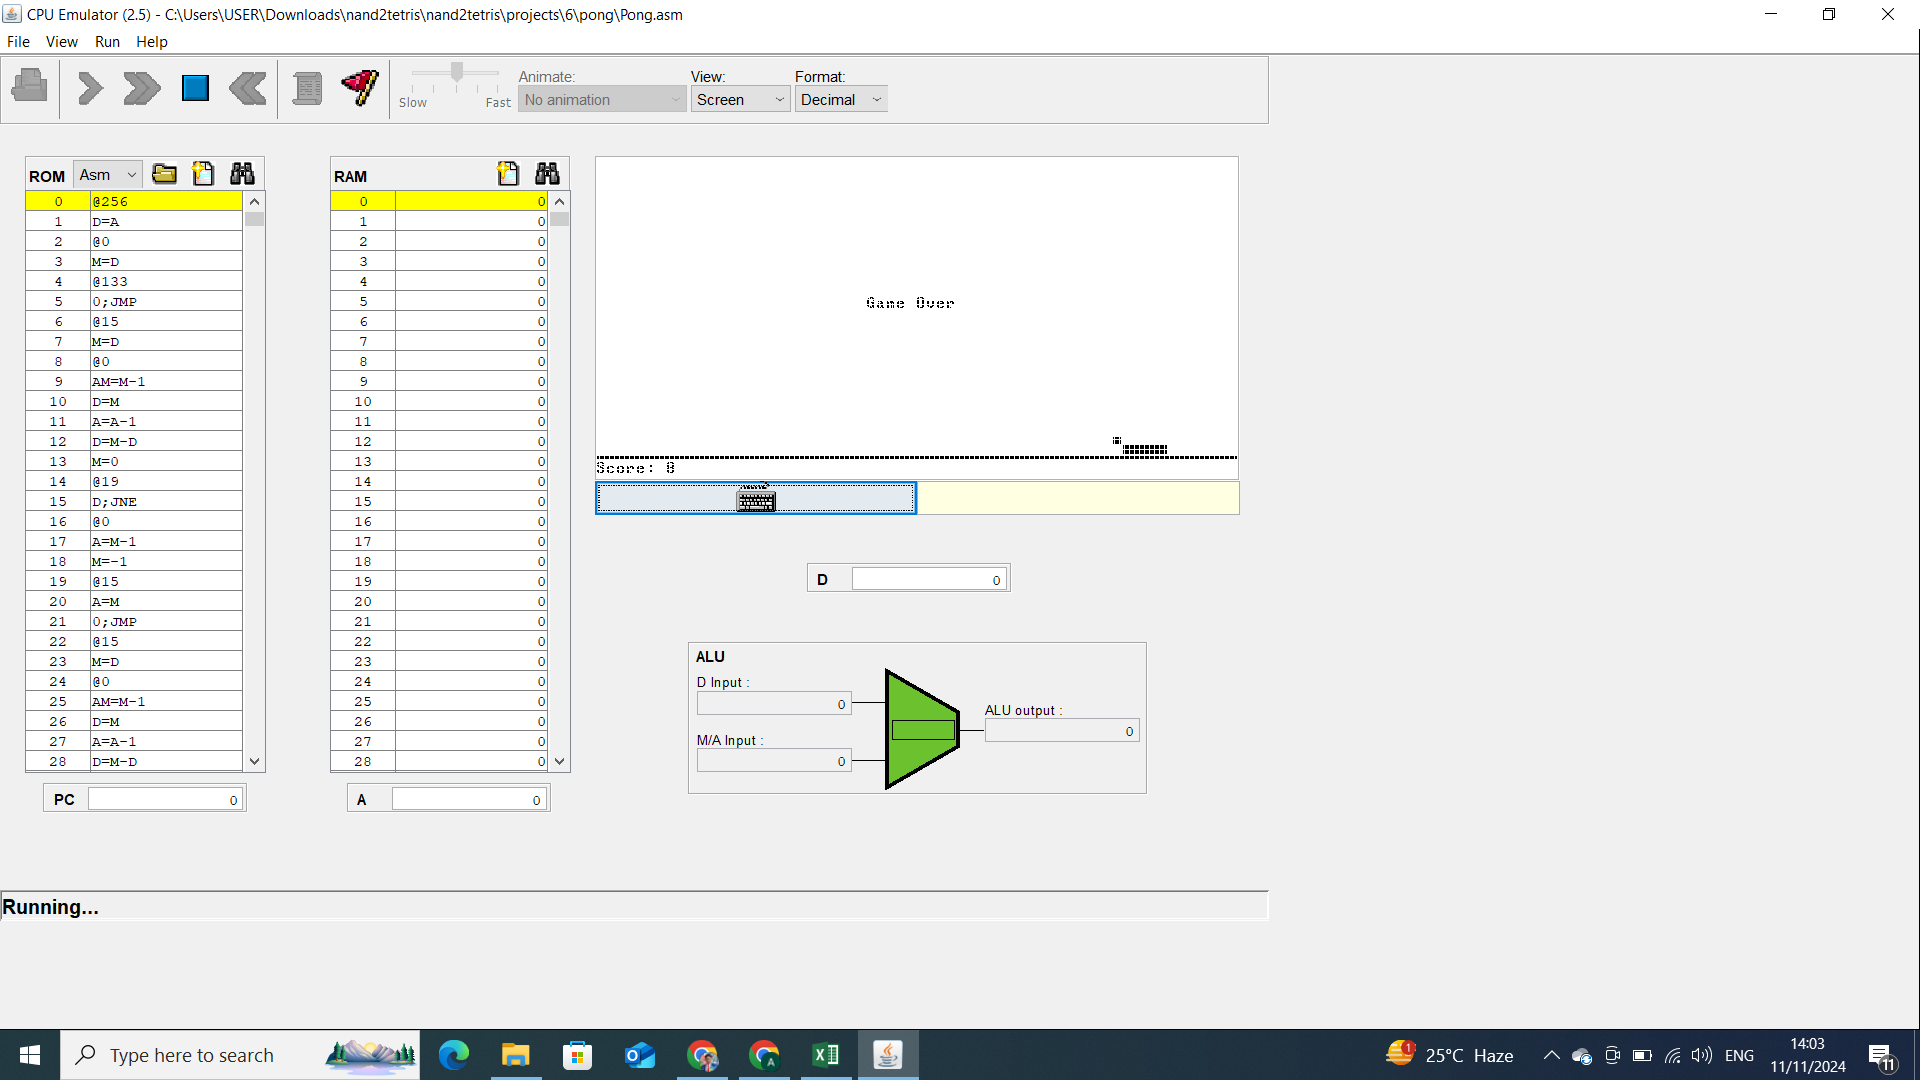 CPU Emulator (2.5) - C:\Users\USER\Downloads\nand2tetris\nand2tetris\projects\6\pong\Pong.asm
File View Run Help
Slow Fast
Animate:
No animation
View:
Screen
Format:
Decimal
ROM Asm
0 @256
1 D=A
2 @0
3 M=D
4 @133
5 0;JMP
6 @15
7 M=D
8 @0
9 AM=M-1
10 D=M
11 A=A-1
12 D=M-D
13 M=0
14 @19
15 D;JNE
16 @0
17 A=M-1
18 M=-1
19 @15
20 A=M
21 0;JMP
22 @15
23 M=D
24 @0
25 AM=M-1
26 D=M
27 A=A-1
28 D=M-D
PC 0
RAM
0 0
1 0
2 0
3 0
4 0
5 0
6 0
7 0
8 0
9 0
10 0
11 0
12 0
13 0
14 0
15 0
16 0
17 0
18 0
19 0
20 0
21 0
22 0
23 0
24 0
25 0
26 0
27 0
28 0
A 0
Game Over
Score: 0
D 0
ALU
D Input :
0
M/A Input :
0
ALU output :
0
Running...
Type here to search
25°C Haze
ENG
14:03
11/11/2024
1
11